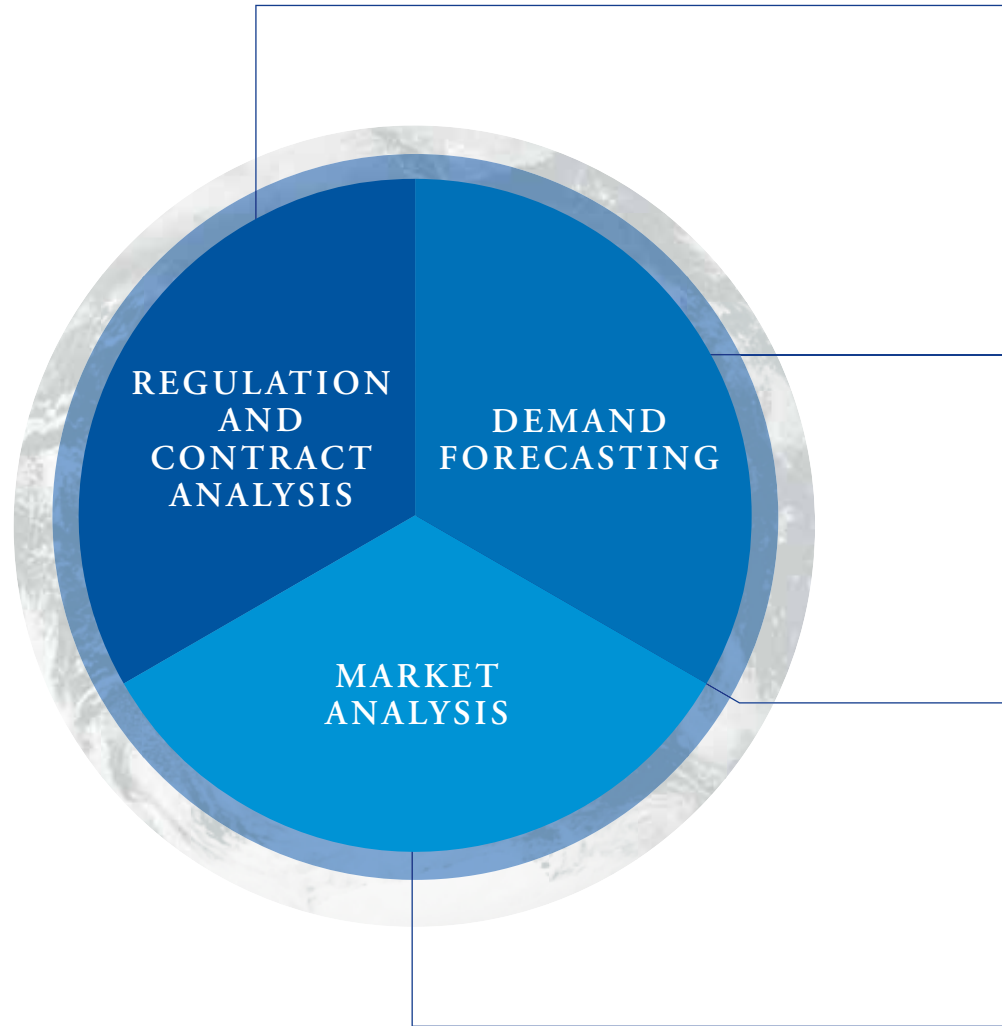 REGULATION
AND
CONTRACT
ANALYSIS
DEMAND
FORECASTING
MARKET
ANALYSIS